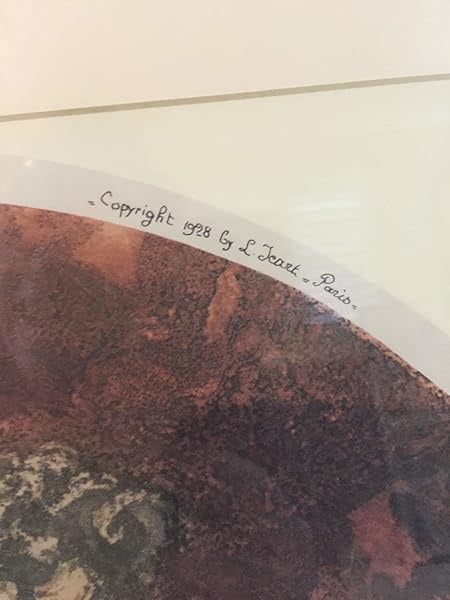 „Copyright 1928 by L. Icart = Paris="